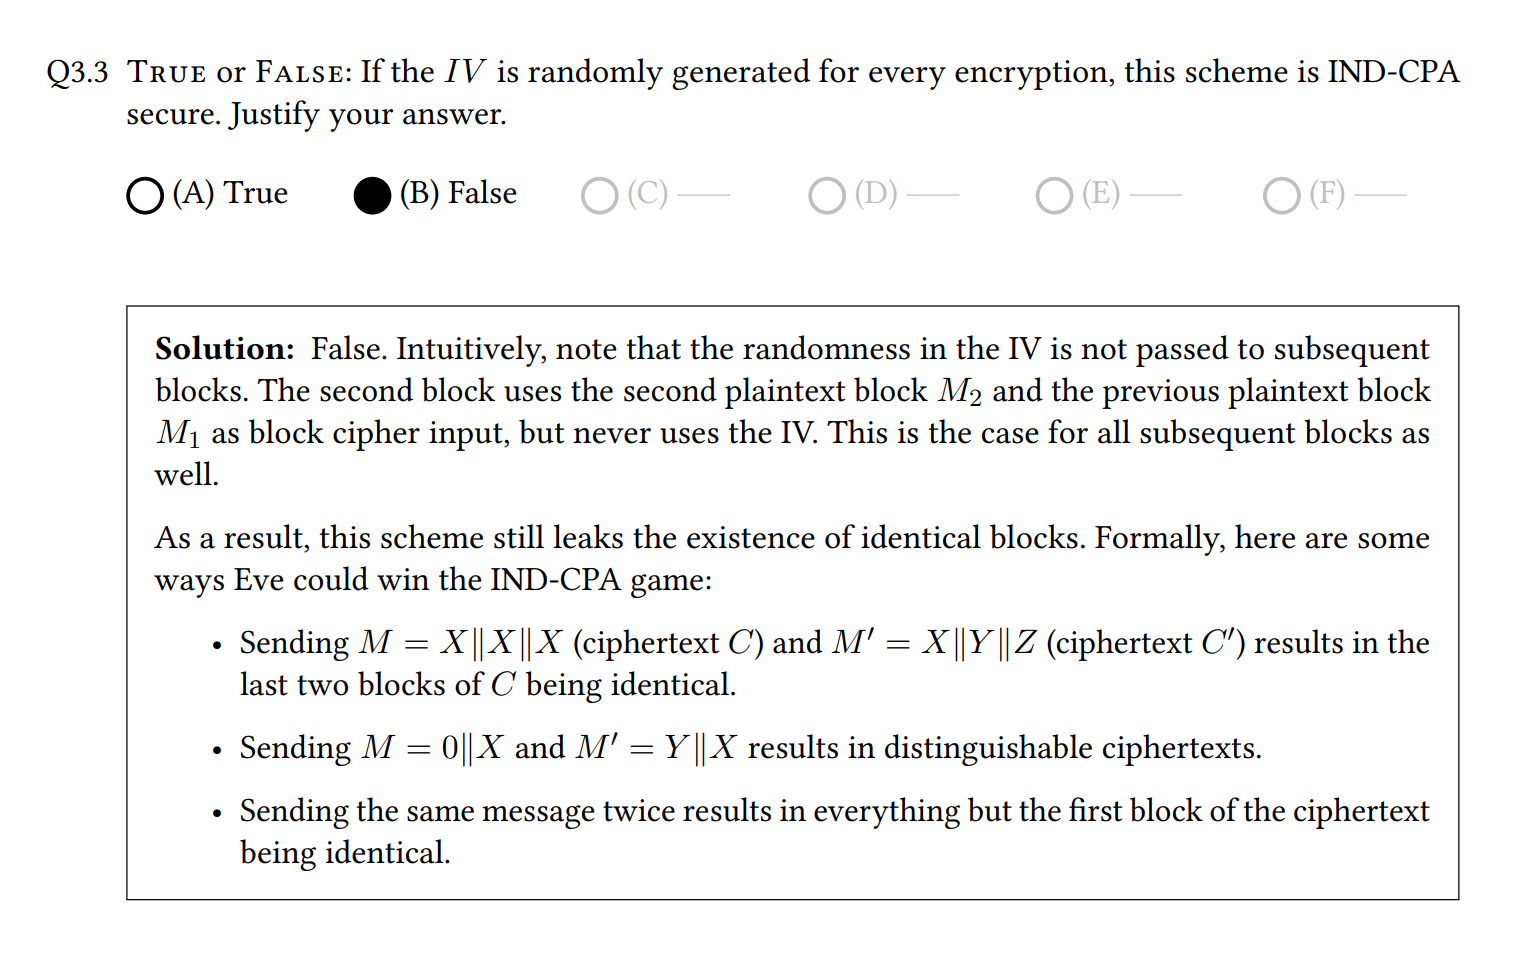 Q3.3 TRUE or FALSE: If the IV is randomly generated for every encryption, this scheme is IND-CPA
secure. Justify your answer.
(A) True (B) False (C) — (D) — (E) — (F) —
Solution: False. Intuitively, note that the randomness in the IV is not passed to subsequent
blocks. The second block uses the second plaintext block M₂ and the previous plaintext block
M₁ as block cipher input, but never uses the IV. This is the case for all subsequent blocks as
well.
As a result, this scheme still leaks the existence of identical blocks. Formally, here are some
ways Eve could win the IND-CPA game:
• Sending M = X‖X‖X (ciphertext C) and M′ = X‖Y‖Z (ciphertext C′) results in the
last two blocks of C being identical.
• Sending M = 0‖X and M′ = Y‖X results in distinguishable ciphertexts.
• Sending the same message twice results in everything but the first block of the ciphertext
being identical.